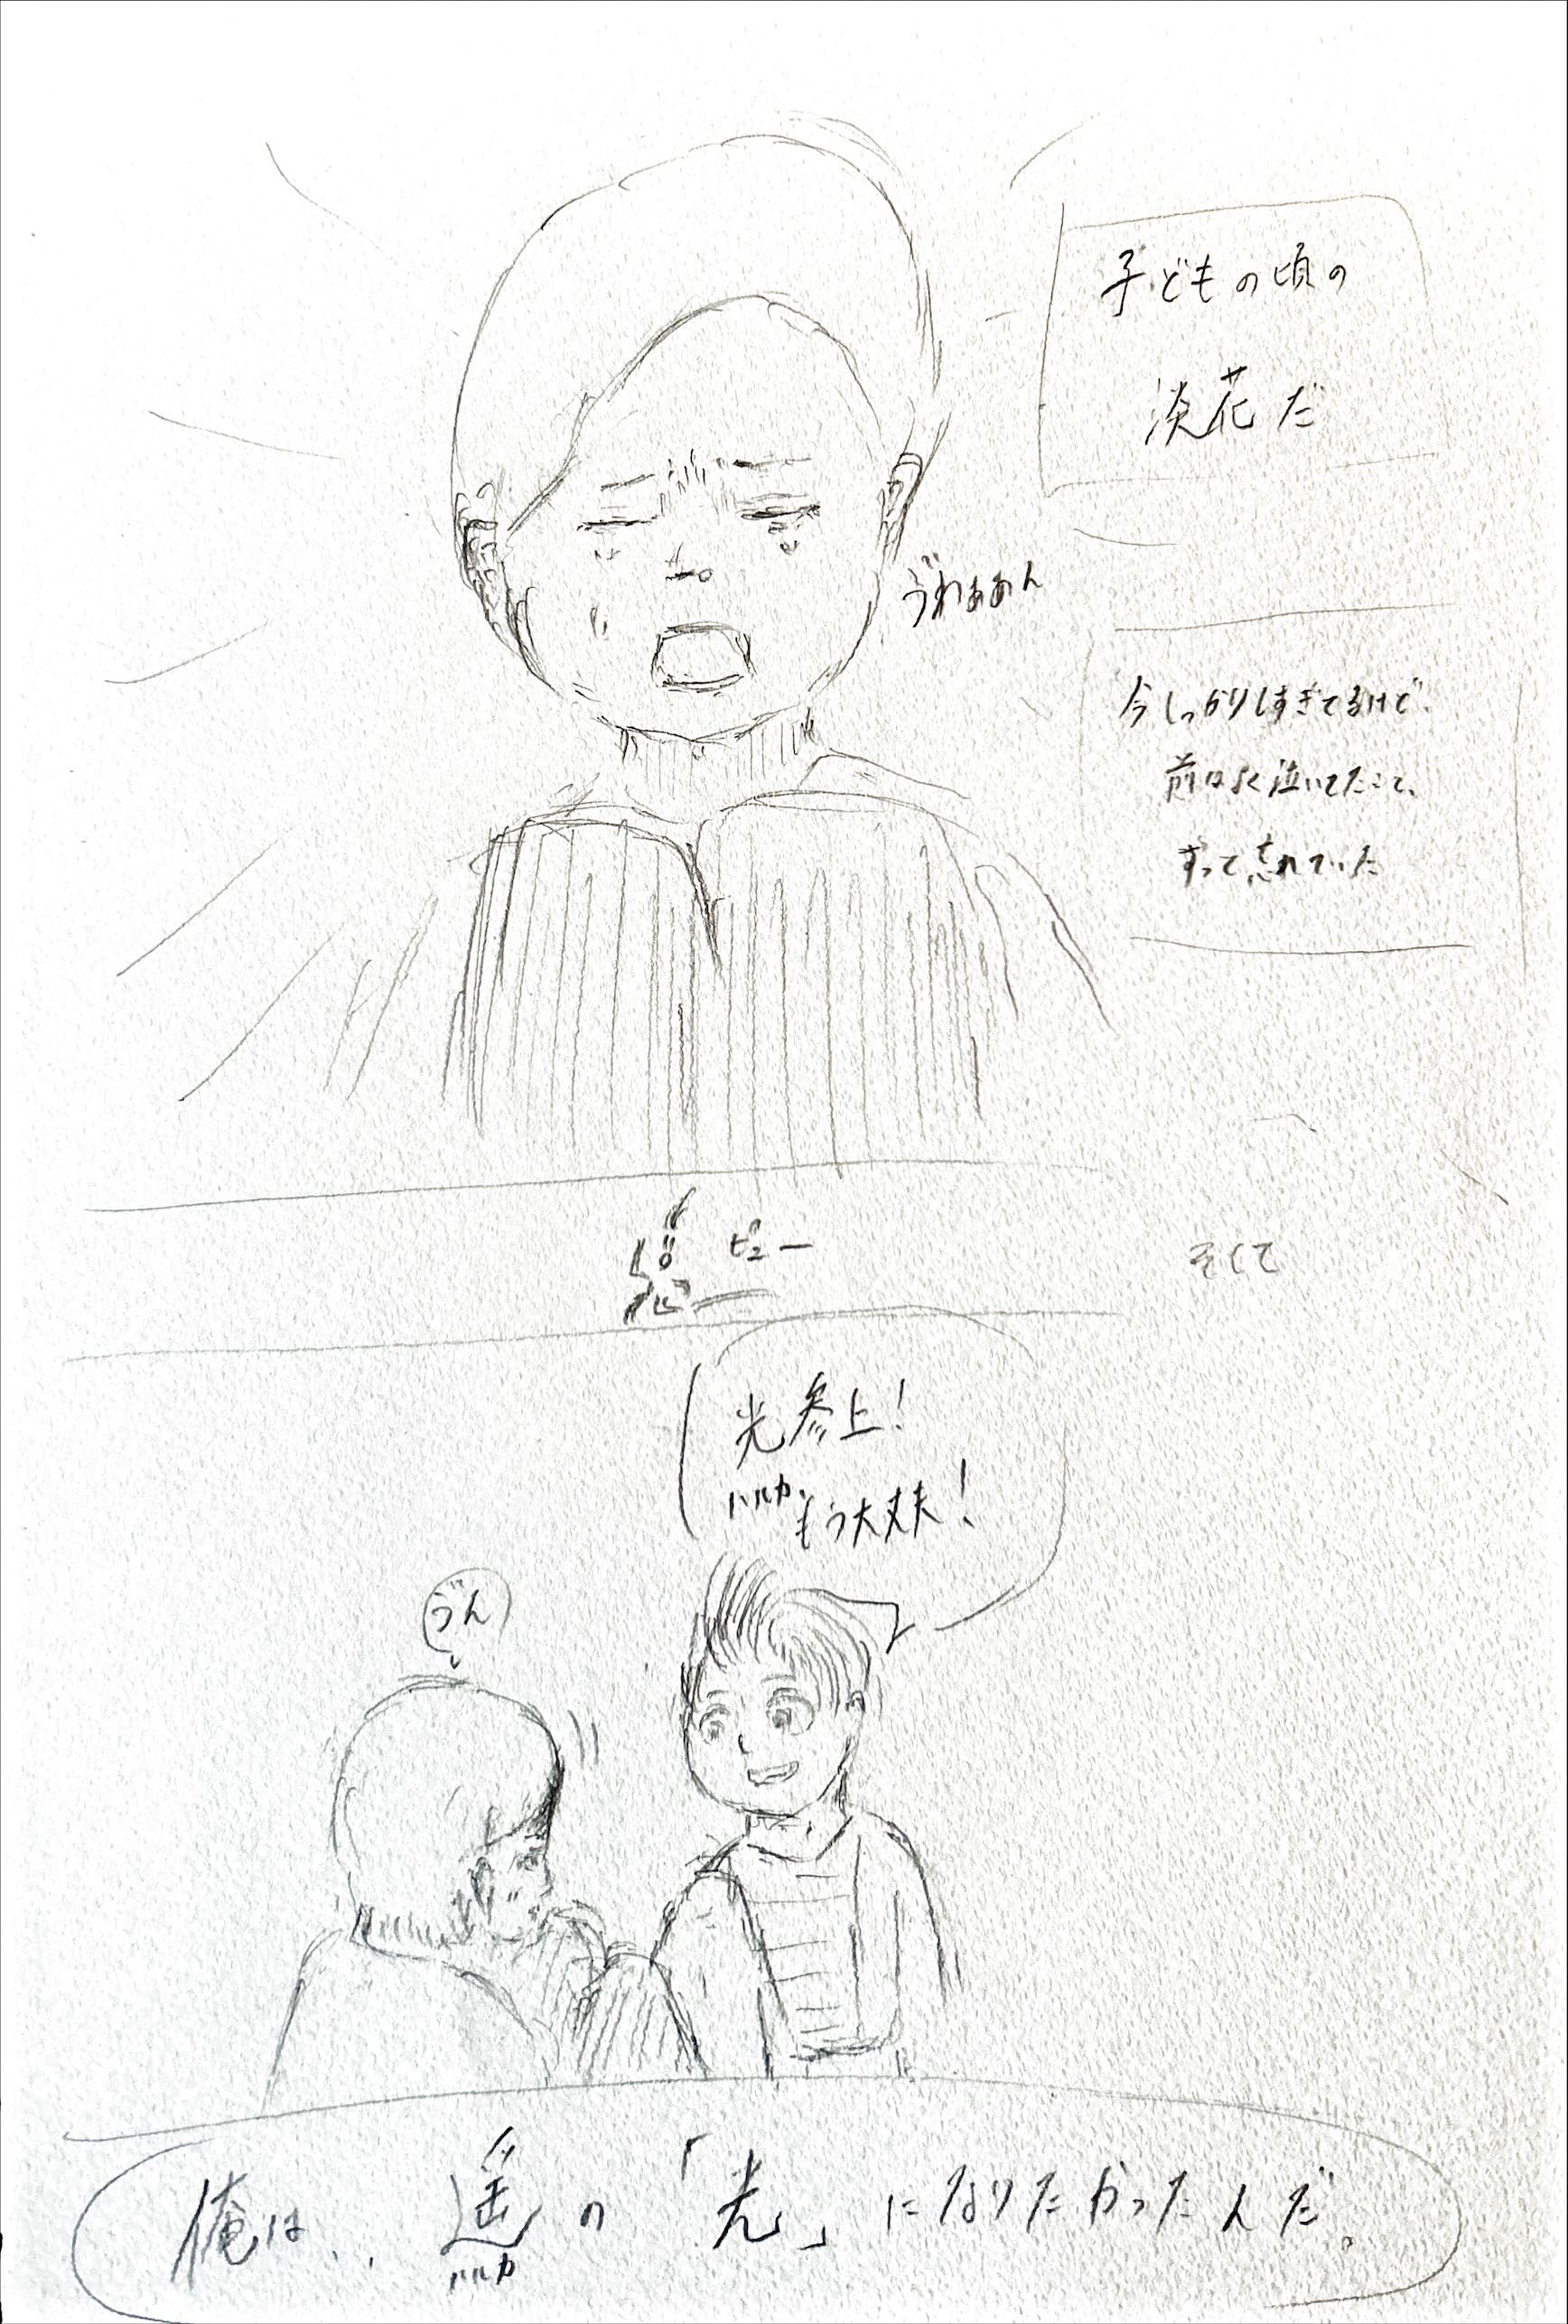 子どもの頃の
淡花だ
ゔわぁあん
今しっかりしすぎてるけど、
前はよく泣いてたこと、
ずっと忘れていた
そして
ピュー
光参上!
ハルカ、もう大丈夫!
ゔん
俺は、、遥の「光」になりたかったんだ。
ハルカ